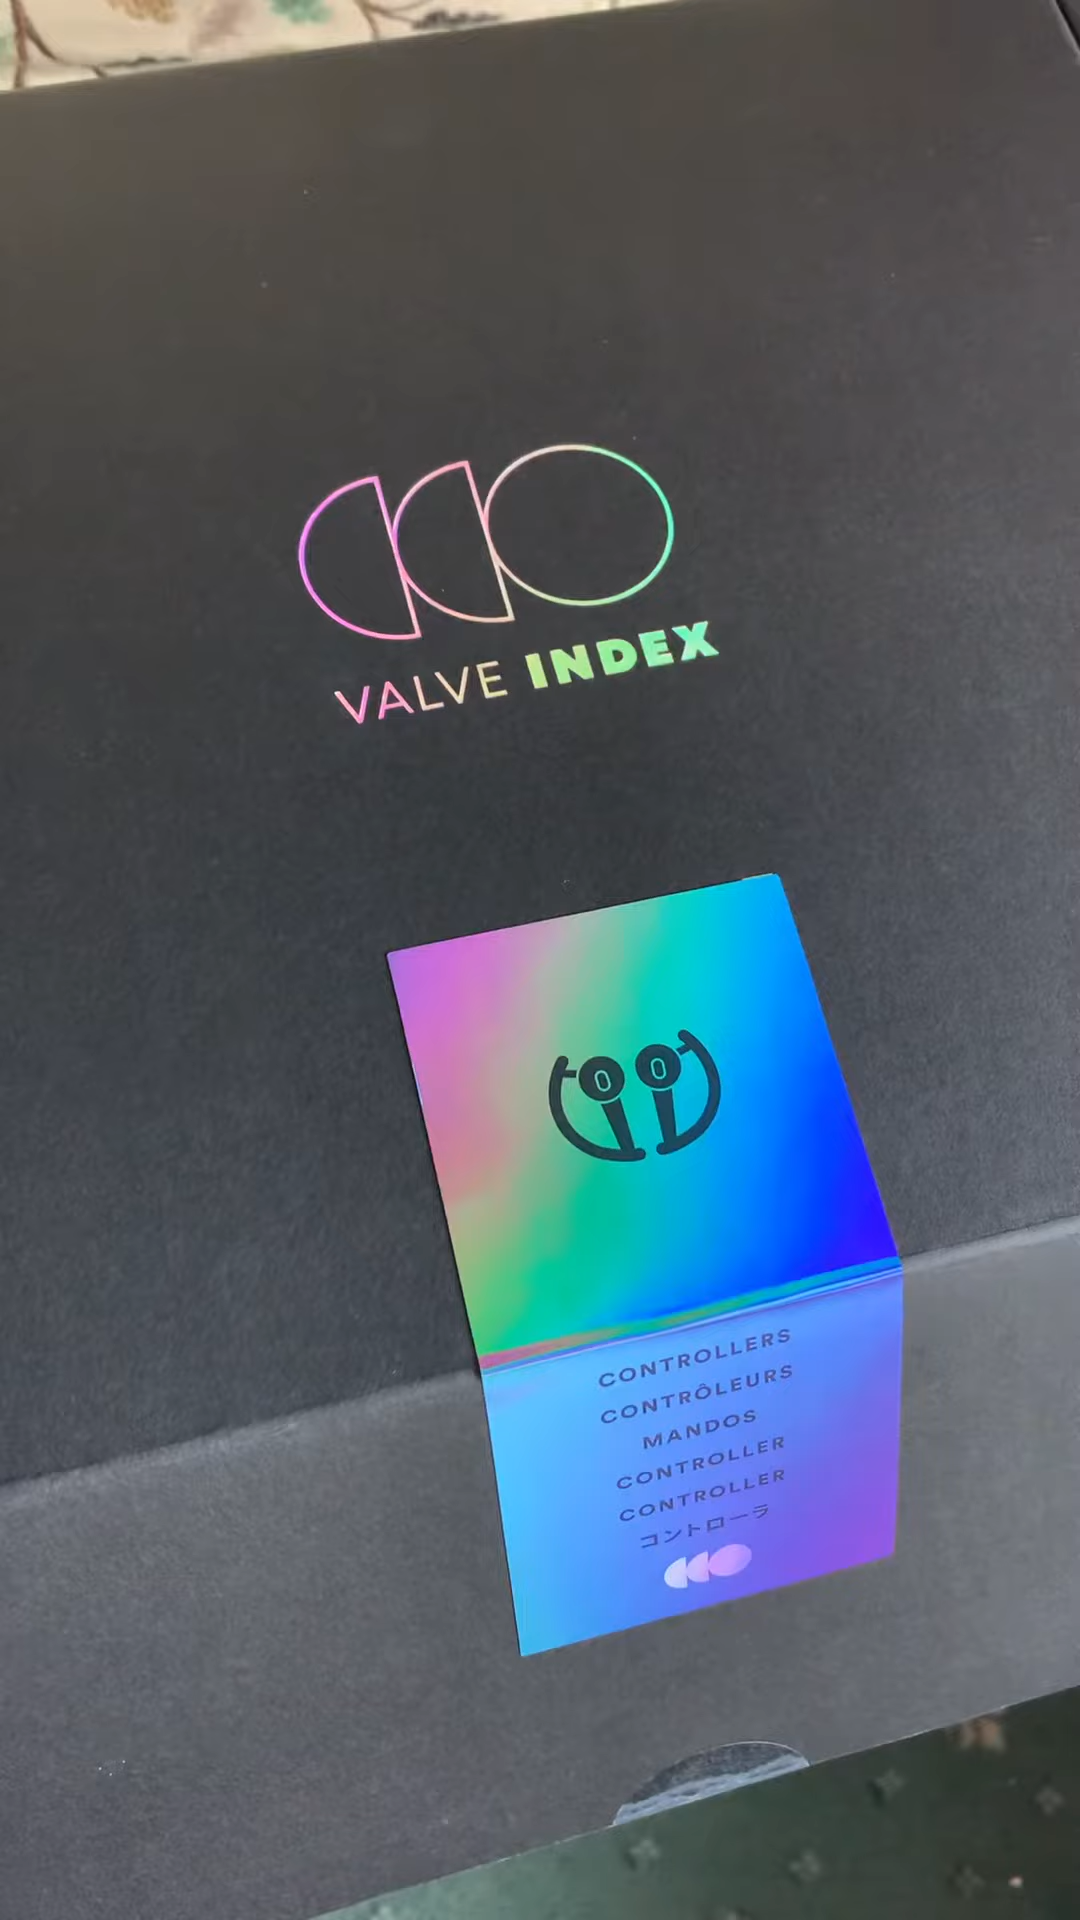 VALVE INDEX
CONTROLLERS
CONTRÔLEURS
MANDOS
CONTROLLER
CONTROLLER
コントローラ